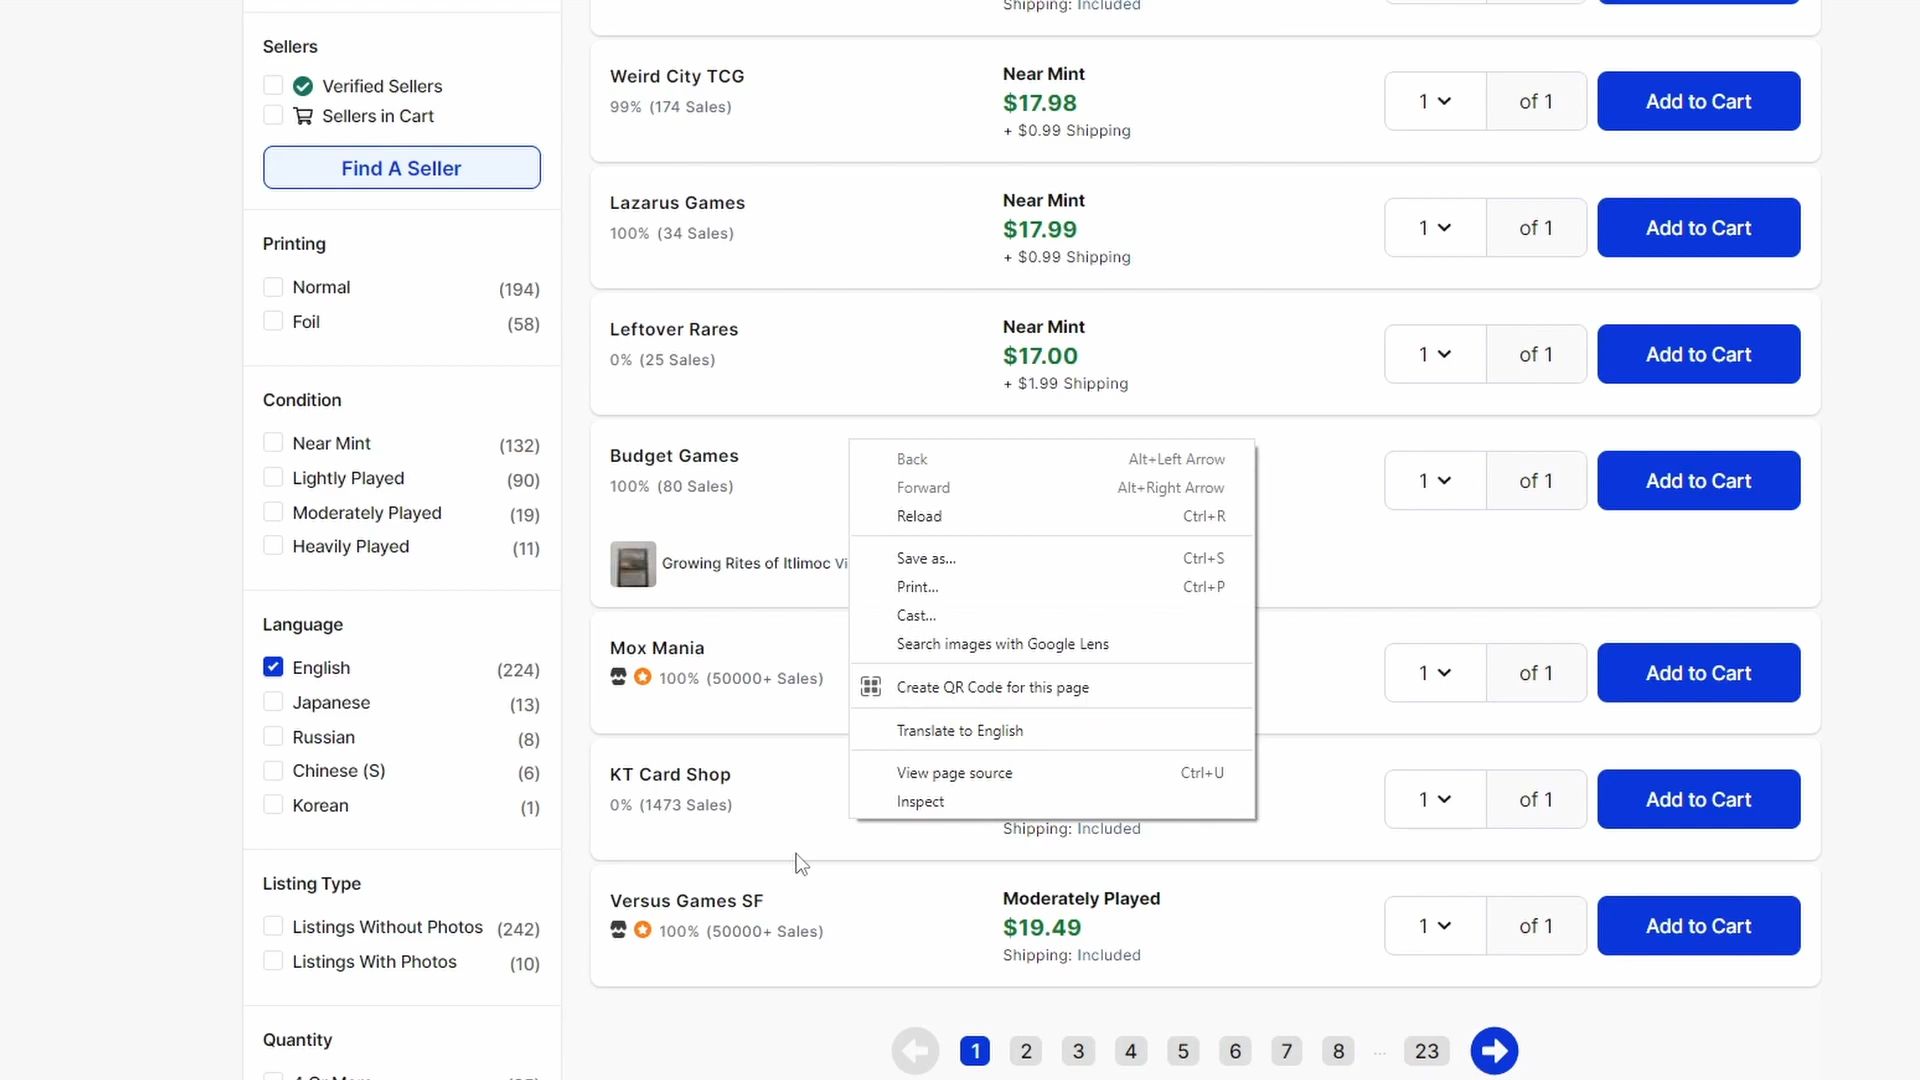 Shipping: Included
Sellers
Verified Sellers
Sellers in Cart
Find A Seller
Printing
Normal (194)
Foil (58)
Condition
Near Mint (132)
Lightly Played (90)
Moderately Played (19)
Heavily Played (11)
Language
English (224)
Japanese (13)
Russian (8)
Chinese (S) (6)
Korean (1)
Listing Type
Listings Without Photos (242)
Listings With Photos (10)
Quantity
Weird City TCG
99% (174 Sales)
Near Mint
$17.98
+ $0.99 Shipping
1 of 1
Add to Cart
Lazarus Games
100% (34 Sales)
Near Mint
$17.99
+ $0.99 Shipping
1 of 1
Add to Cart
Leftover Rares
0% (25 Sales)
Near Mint
$17.00
+ $1.99 Shipping
1 of 1
Add to Cart
Budget Games
100% (80 Sales)
Growing Rites of Itlimoc Vi
1 of 1
Add to Cart
Back Alt+Left Arrow
Forward Alt+Right Arrow
Reload Ctrl+R
Save as... Ctrl+S
Print... Ctrl+P
Cast...
Search images with Google Lens
Create QR Code for this page
Translate to English
View page source Ctrl+U
Inspect
Mox Mania
100% (50000+ Sales)
1 of 1
Add to Cart
KT Card Shop
0% (1473 Sales)
Shipping: Included
1 of 1
Add to Cart
Versus Games SF
100% (50000+ Sales)
Moderately Played
$19.49
Shipping: Included
1 of 1
Add to Cart
1 2 3 4 5 6 7 8 ... 23